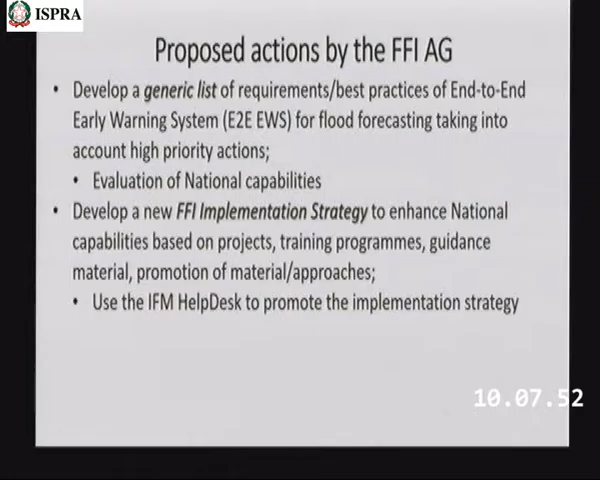 ISPRA
Proposed actions by the FFI AG
• Develop a generic list of requirements/best practices of End-to-End
Early Warning System (E2E EWS) for flood forecasting taking into
account high priority actions;
• Evaluation of National capabilities
• Develop a new FFI Implementation Strategy to enhance National
capabilities based on projects, training programmes, guidance
material, promotion of material/approaches;
• Use the IFM HelpDesk to promote the implementation strategy
10.07.52